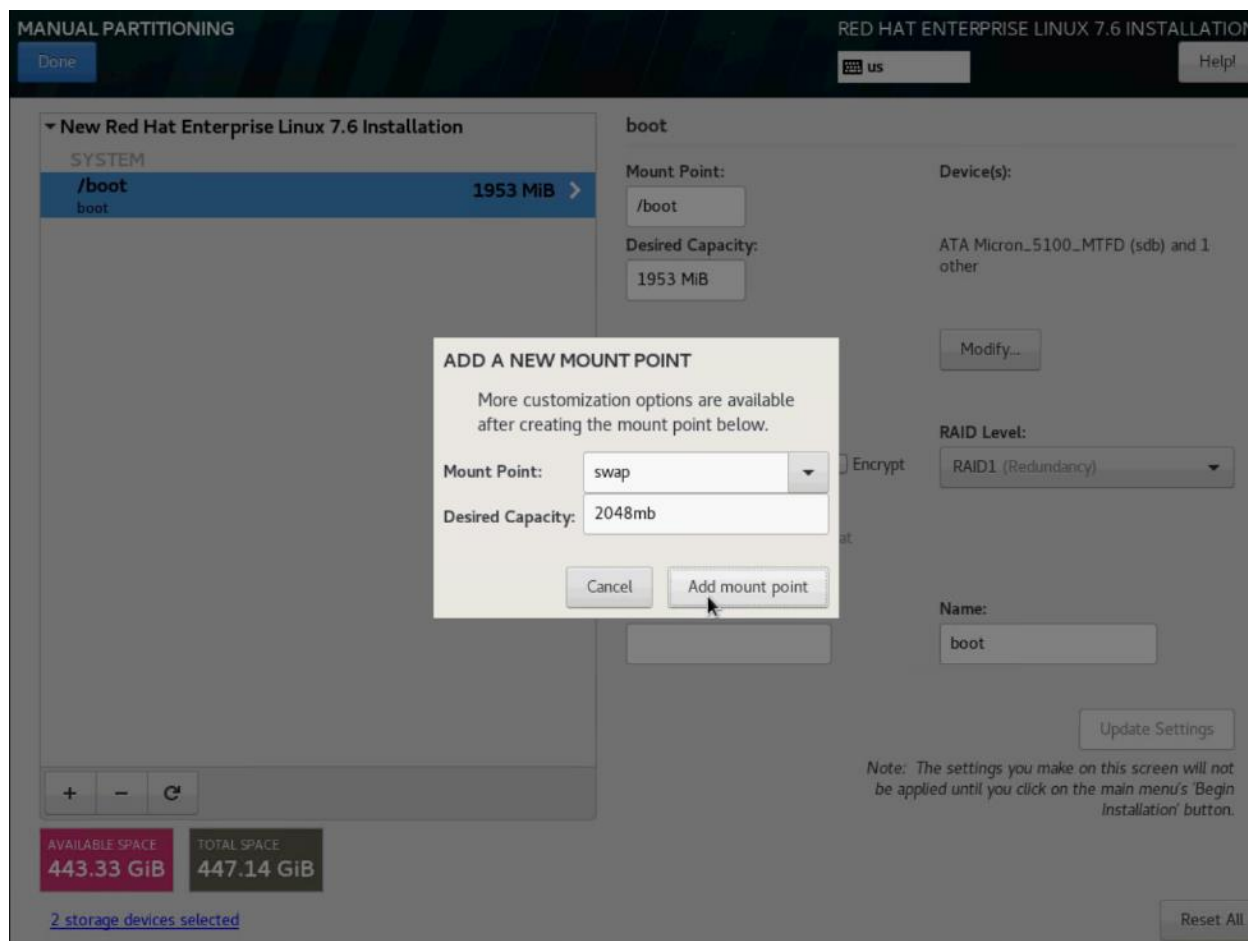 MANUAL PARTITIONING
RED HAT ENTERPRISE LINUX 7.6 INSTALLATION
Done
us
Help!
New Red Hat Enterprise Linux 7.6 Installation
SYSTEM
/boot
boot
1953 MiB
boot
Mount Point:
/boot
Desired Capacity:
1953 MiB
Device(s):
ATA Micron_5100_MTFD (sdb) and 1
other
Modify...
RAID Level:
Encrypt
RAID1 (Redundancy)
at
Name:
boot
Update Settings
Note: The settings you make on this screen will not
be applied until you click on the main menu's 'Begin
Installation' button.
ADD A NEW MOUNT POINT
More customization options are available
after creating the mount point below.
Mount Point:
swap
Desired Capacity:
2048mb
Cancel
Add mount point
+ −
AVAILABLE SPACE
443.33 GiB
TOTAL SPACE
447.14 GiB
2 storage devices selected
Reset All